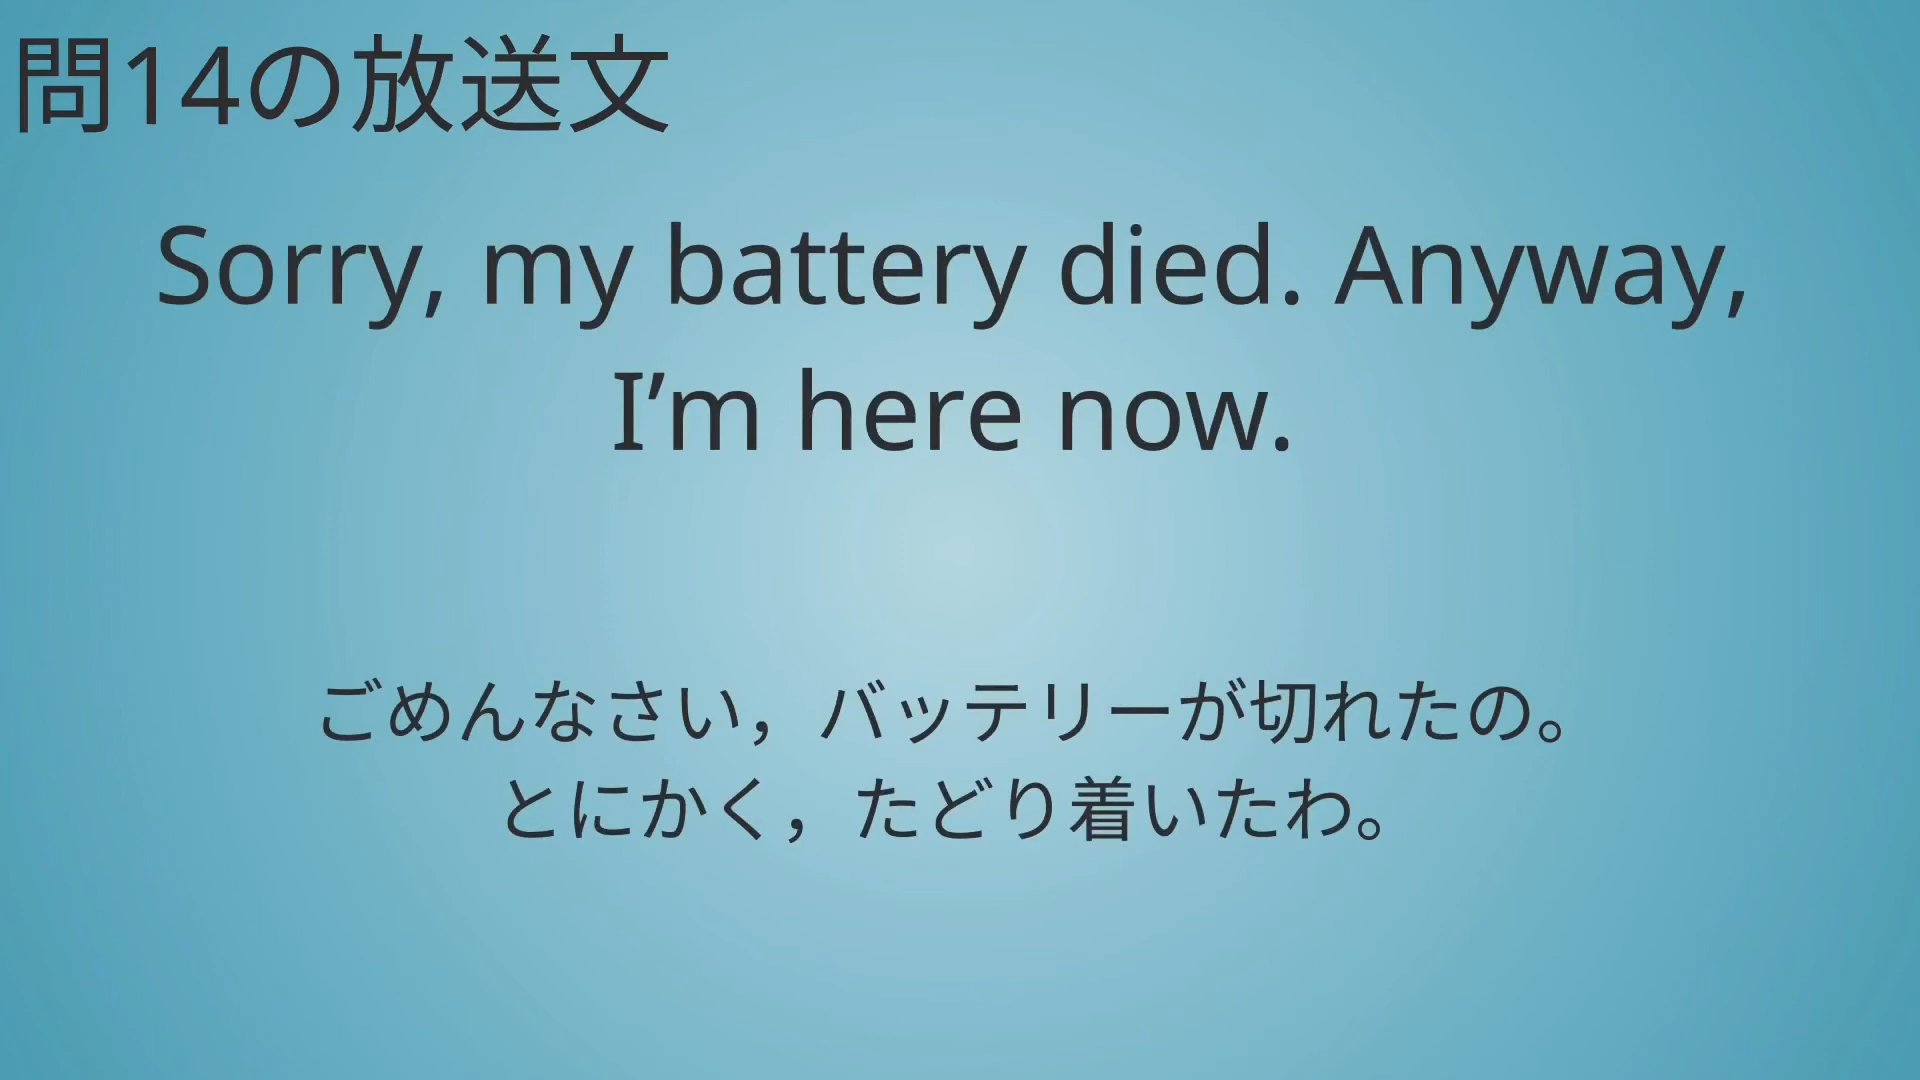 問14の放送文
Sorry, my battery died. Anyway,
I’m here now.
ごめんなさい，バッテリーが切れたの。
とにかく，たどり着いたわ。